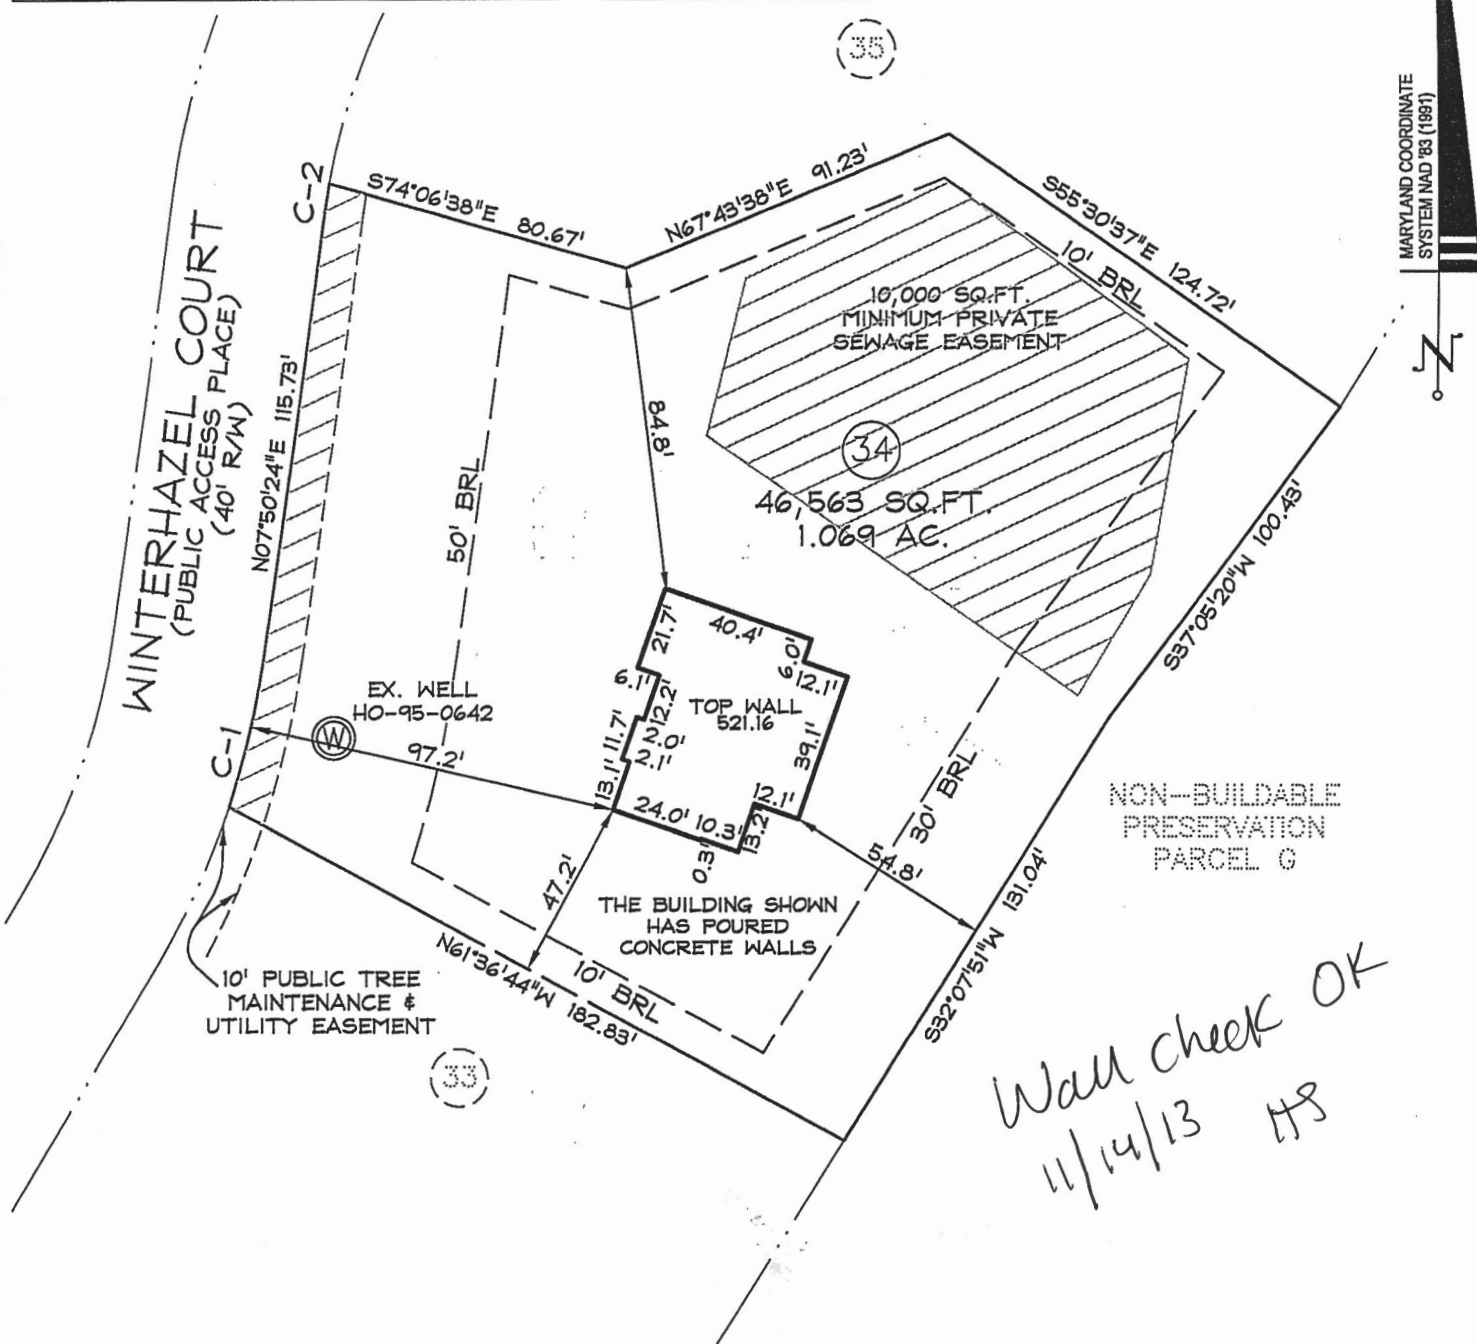 35
MARYLAND COORDINATE
SYSTEM NAD '83 (1991)
N
C-2
S74°06'38"E 80.67'
N67°43'38"E 91.23'
S55°30'37"E 124.72'
10' BRL
10,000 SQ.FT.
MINIMUM PRIVATE
SEWAGE EASEMENT
WINTERHAZEL COURT
(PUBLIC ACCESS PLACE)
(40' R/W)
N07°50'24"E 115.73'
50' BRL
84.8'
34
46,563 SQ.FT.
1.069 AC.
S37°05'20"W 100.43'
40.4'
21.7'
6.0'
12.1'
6.1'
12.2'
TOP WALL
521.16
EX. WELL
HO-95-0642
W
C-1
97.2'
11.7'
2.0'
2.1'
39.1'
13.1'
24.0'
10.3'
12.1'
13.2'
0.3'
30' BRL
54.8'
47.2'
NON-BUILDABLE
PRESERVATION
PARCEL G
THE BUILDING SHOWN
HAS POURED
CONCRETE WALLS
S32°07'51"W 131.04'
N61°36'44"W 182.83'
10' BRL
10' PUBLIC TREE
MAINTENANCE &
UTILITY EASEMENT
33
Wall check OK
11/14/13 HS